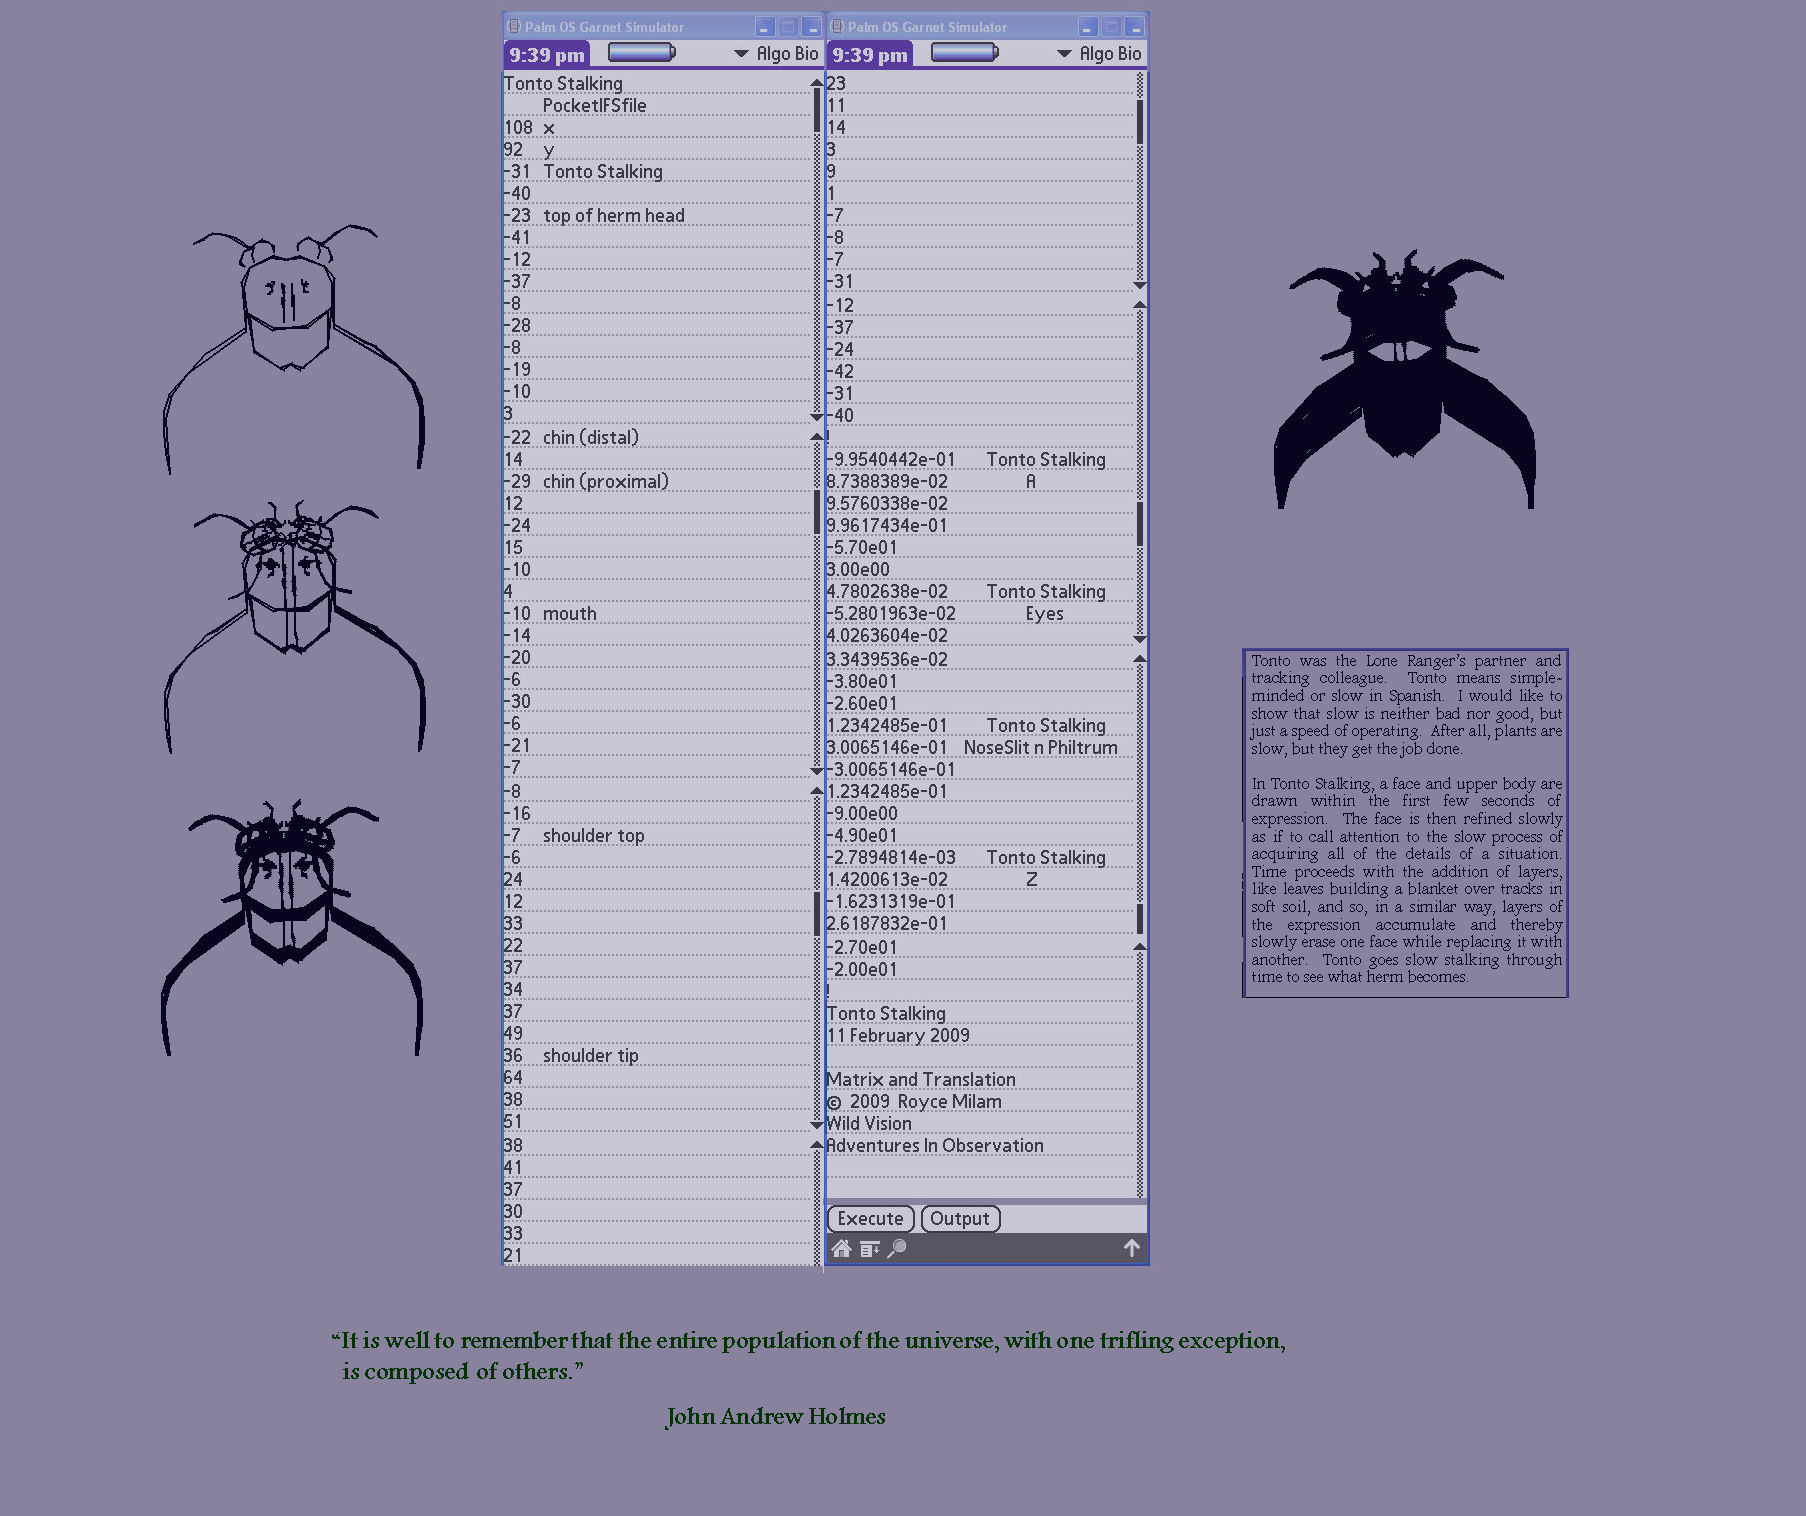 Palm OS Garnet Simulator
9:39 pm Algo Bio
Tonto Stalking
PocketIFSfile
108 x
92 y
-31 Tonto Stalking
-40
-23 top of herm head
-41
-12
-37
-8
-28
-8
-19
-10
3
-22 chin (distal)
14
-29 chin (proximal)
12
-24
15
-10
4
-10 mouth
-14
-20
-6
-30
-6
-21
-7
-8
-16
-7 shoulder top
-6
24
12
33
22
37
34
37
49
36 shoulder tip
64
38
51
38
41
37
30
33
21
Palm OS Garnet Simulator
9:39 pm Algo Bio
23
11
14
3
9
1
-7
-8
-7
-31
-12
-37
-24
-42
-31
-40
!
-9.9540442e-01 Tonto Stalking
8.7388389e-02 A
9.5760338e-02
9.9617434e-01
-5.70e01
3.00e00
4.7802638e-02 Tonto Stalking
-5.2801963e-02 Eyes
4.0263604e-02
3.3439536e-02
-3.80e01
-2.60e01
1.2342485e-01 Tonto Stalking
3.0065146e-01 NoseSlit n Philtrum
-3.0065146e-01
1.2342485e-01
-9.00e00
-4.90e01
-2.7894814e-03 Tonto Stalking
1.4200613e-02 Z
-1.6231319e-01
2.6187832e-01
-2.70e01
-2.00e01
!
Tonto Stalking
11 February 2009
Matrix and Translation
© 2009 Royce Milam
Wild Vision
Adventures In Observation
Execute Output
Tonto was the Lone Ranger's partner and
tracking colleague. Tonto means simple-
minded or slow in Spanish. I would like to
show that slow is neither bad nor good, but
just a speed of operating. After all, plants are
slow, but they get the job done.
In Tonto Stalking, a face and upper body are
drawn within the first few seconds of
expression. The face is then refined slowly
as if to call attention to the slow process of
acquiring all of the details of a situation.
Time proceeds with the addition of layers,
like leaves building a blanket over tracks in
soft soil, and so, in a similar way, layers of
the expression accumulate and thereby
slowly erase one face while replacing it with
another. Tonto goes slow stalking through
time to see what herm becomes.
“It is well to remember that the entire population of the universe, with one trifling exception,
is composed of others.”
John Andrew Holmes